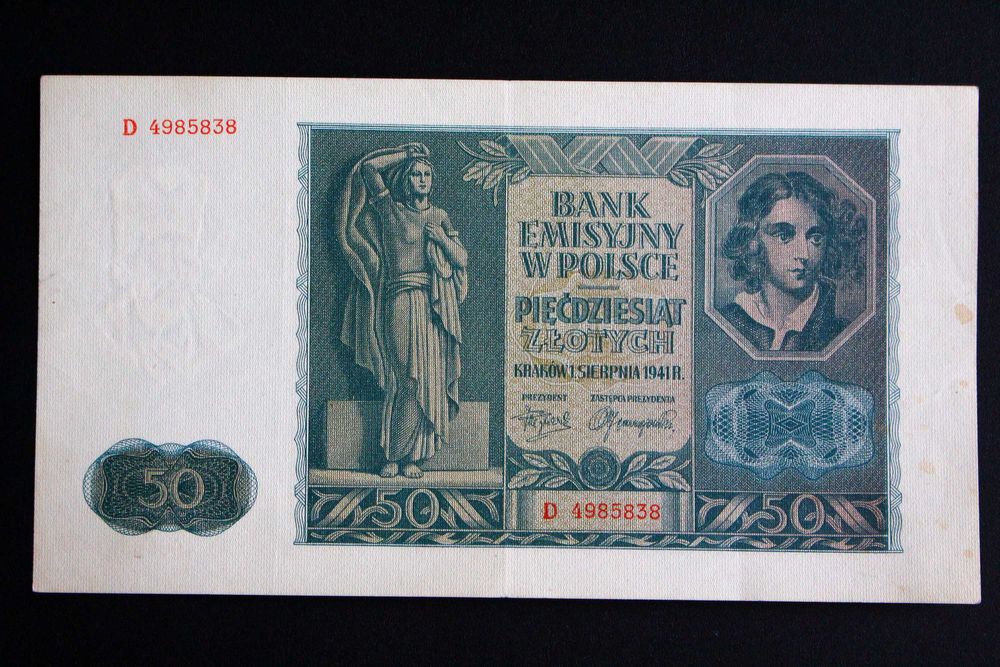 D 4985838
BANK
EMISYJNY
W POLSCE
PIĘĆDZIESIĄT
ZŁOTYCH
KRAKÓW 1. SIERPNIA 1941 R.
PREZYDENT ZASTĘPCA PREZYDENTA
50
50
D 4985838
50